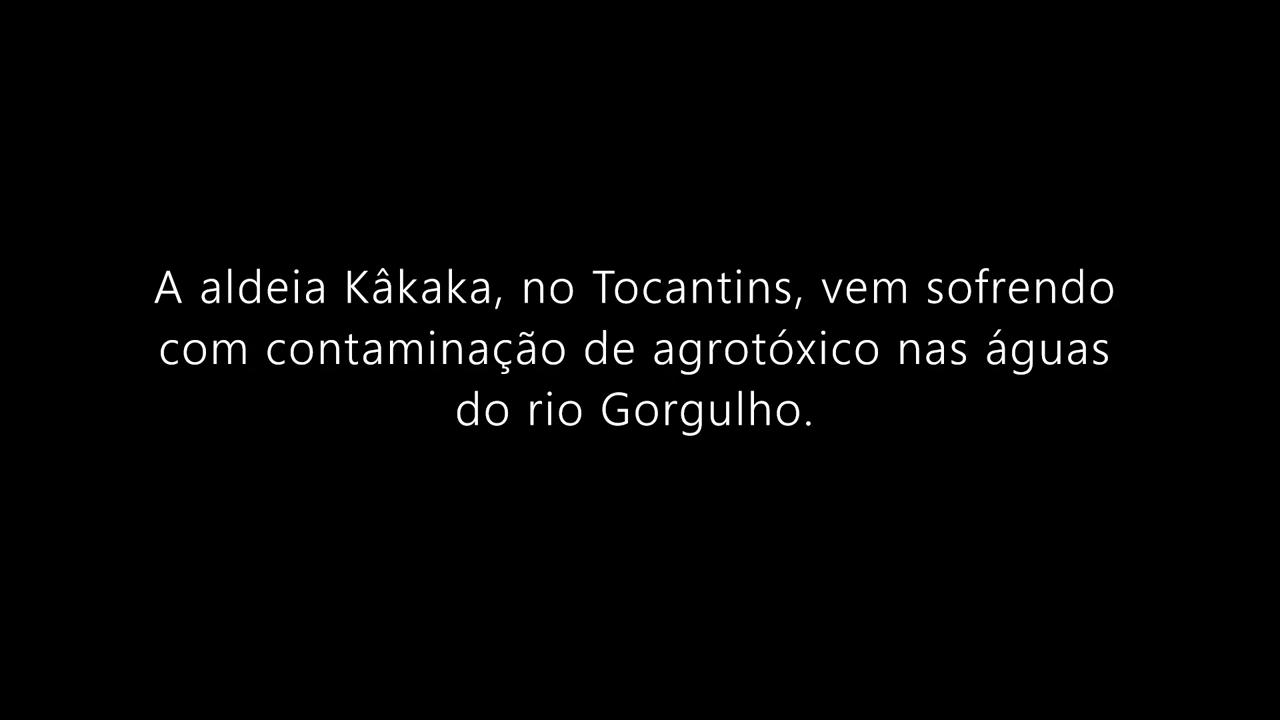 A aldeia Kâkaka, no Tocantins, vem sofrendo
com contaminação de agrotóxico nas águas
do rio Gorgulho.